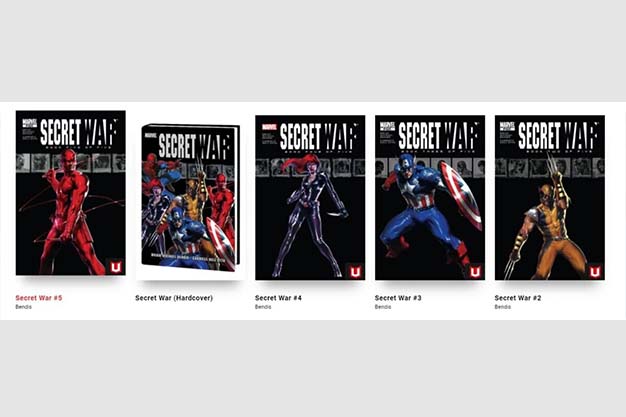 MARVEL
SECRET WAR
BOOK FIVE OF FIVE
MARVEL
SECRET WAR
BRIAN MICHAEL BENDIS • GABRIELE DELL'OTTO
MARVEL
SECRET WAR
MARVEL
SECRET WAR
BOOK THREE OF FIVE
MARVEL
SECRET WAR
BOOK TWO OF FIVE
U
U
U
U
Secret War #5
Secret War (Hardcover)
Secret War #4
Secret War #3
Secret War #2
Bendis
Bendis
Bendis
Bendis